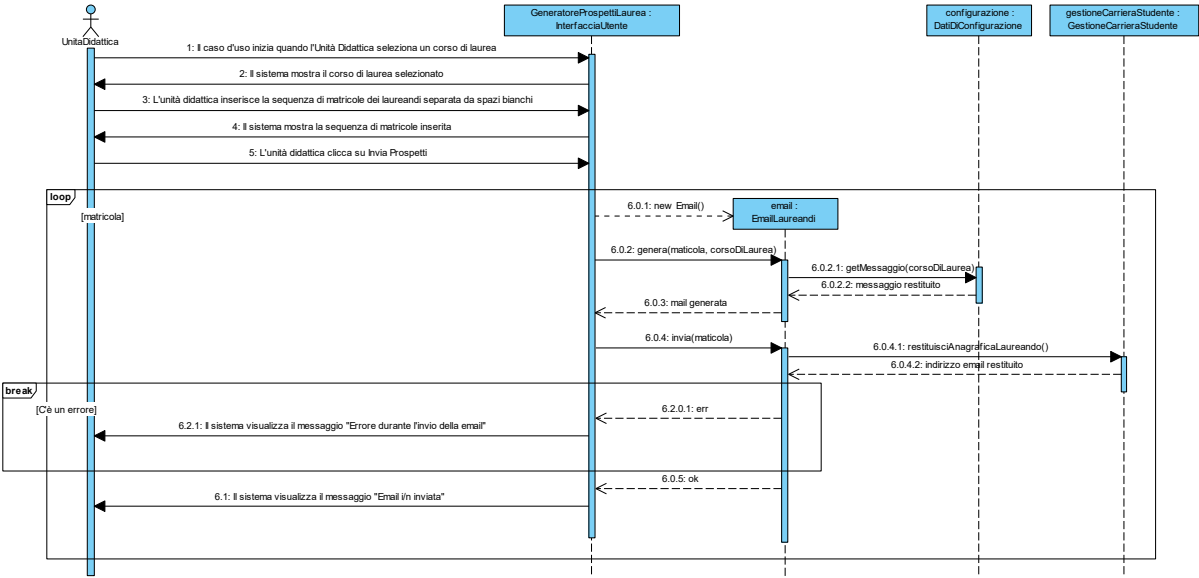 GeneratoreProspettiLaurea :
InterfacciaUtente
configurazione :
DatiDiConfigurazione
gestioneCarrieraStudente :
GestioneCarrieraStudente
UnitaDidattica
1: Il caso d'uso inizia quando l'Unità Didattica seleziona un corso di laurea
2: Il sistema mostra il corso di laurea selezionato
3: L'unità didattica inserisce la sequenza di matricole dei laureandi separata da spazi bianchi
4: Il sistema mostra la sequenza di matricole inserita
5: L'unità didattica clicca su Invia Prospetti
loop
[matricola]
6.0.1: new Email()
email :
EmailLaureandi
6.0.2: genera(maticola, corsoDiLaurea)
6.0.2.1: getMessaggio(corsoDiLaurea)
6.0.2.2: messaggio restituito
6.0.3: mail generata
6.0.4: invia(maticola)
6.0.4.1: restituisciAnagraficaLaureando()
6.0.4.2: indirizzo email restituito
break
[C'è un errore]
6.2.0.1: err
6.2.1: Il sistema visualizza il messaggio "Errore durante l'invio della email"
6.0.5: ok
6.1: Il sistema visualizza il messaggio "Email i/n inviata"